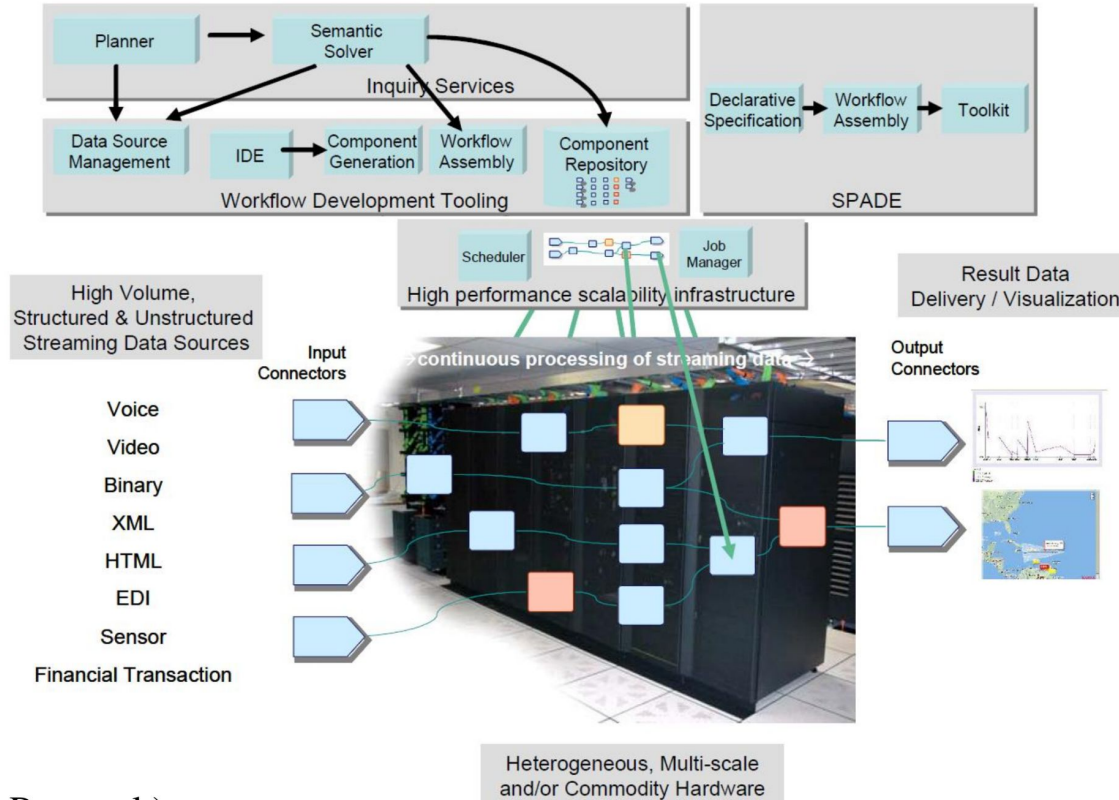 Planner
Semantic
Solver
Inquiry Services
Data Source
Management
IDE
Component
Generation
Workflow
Assembly
Component
Repository
Workflow Development Tooling
Declarative
Specification
Workflow
Assembly
Toolkit
SPADE
Scheduler
Job
Manager
High performance scalability infrastructure
High Volume,
Structured & Unstructured
Streaming Data Sources
Result Data
Delivery / Visualization
Input
Connectors
→continuous processing of streaming data→
Output
Connectors
Voice
Video
Binary
XML
HTML
EDI
Sensor
Financial Transaction
Heterogeneous, Multi-scale
and/or Commodity Hardware